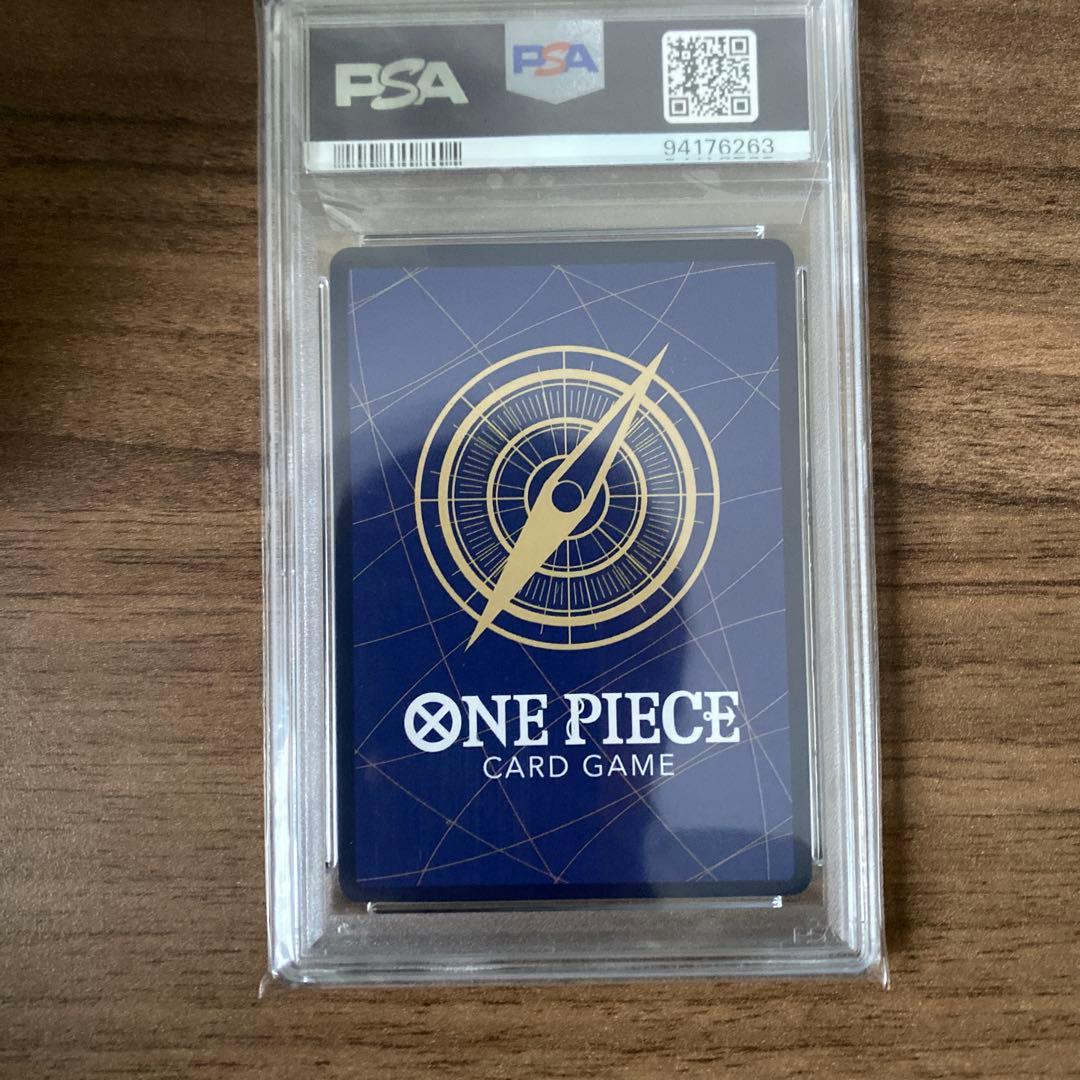 PSA
PSA
94176263
ONE PIECE
CARD GAME